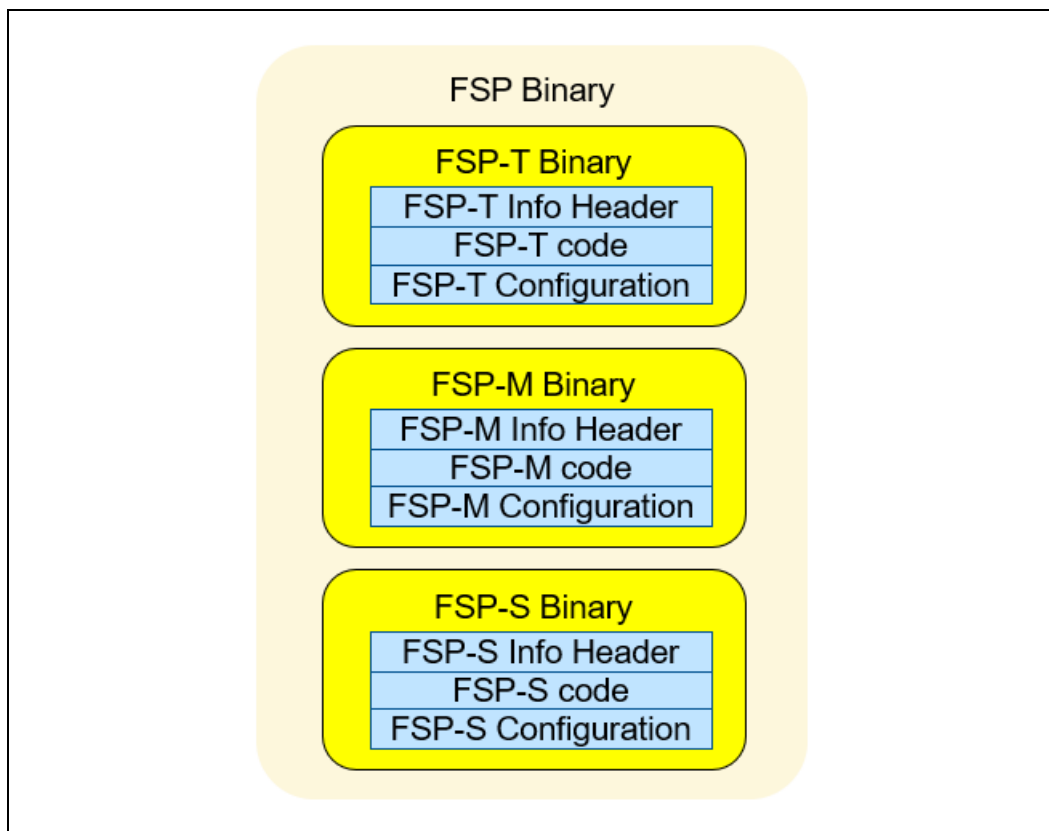 FSP Binary
FSP-T Binary
FSP-T Info Header
FSP-T code
FSP-T Configuration
FSP-M Binary
FSP-M Info Header
FSP-M code
FSP-M Configuration
FSP-S Binary
FSP-S Info Header
FSP-S code
FSP-S Configuration